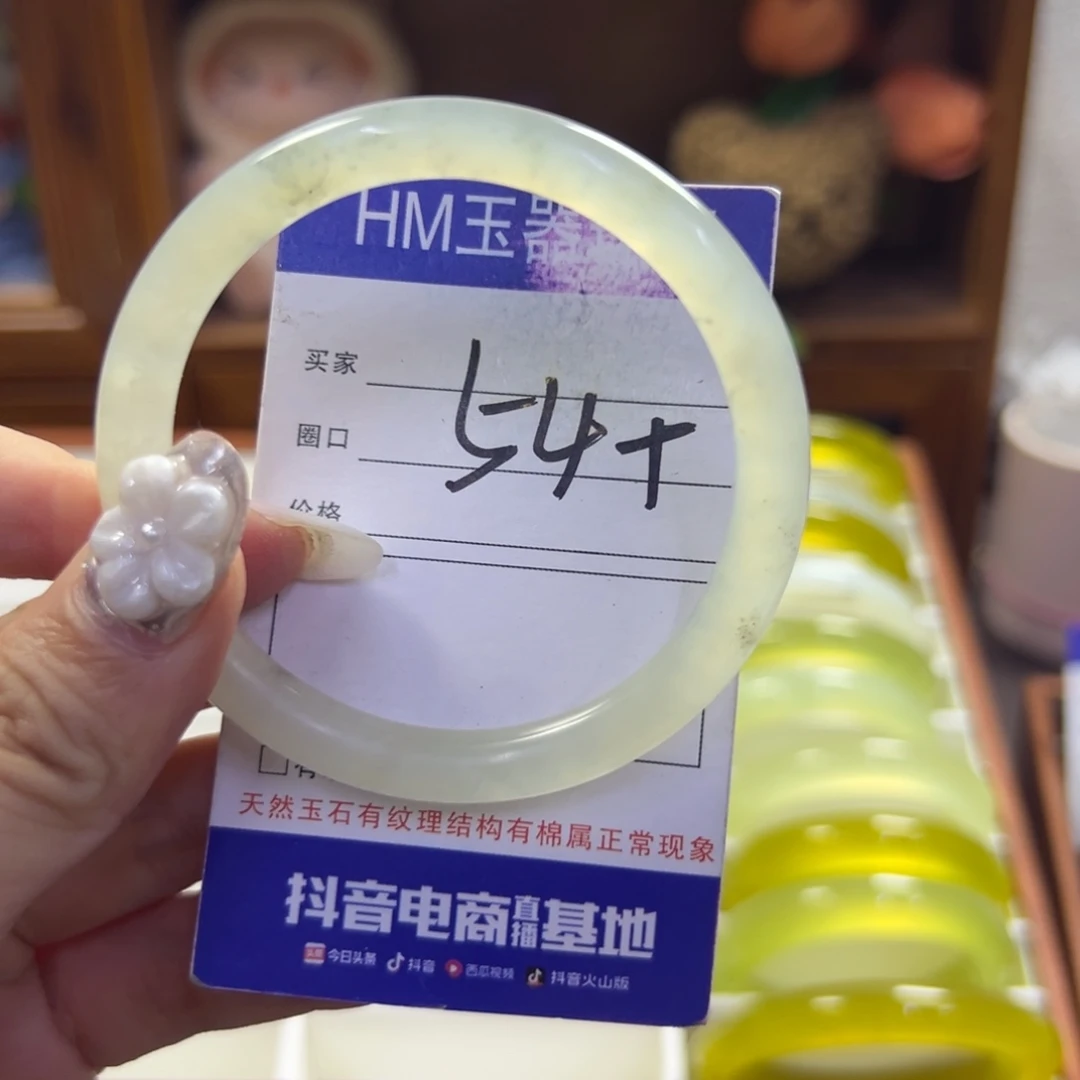 HM玉器
买家
圈口
54+
价格
天然玉石有纹理结构有棉属正常现象
抖音电商直播基地
今日头条 抖音 西瓜视频 抖音火山版